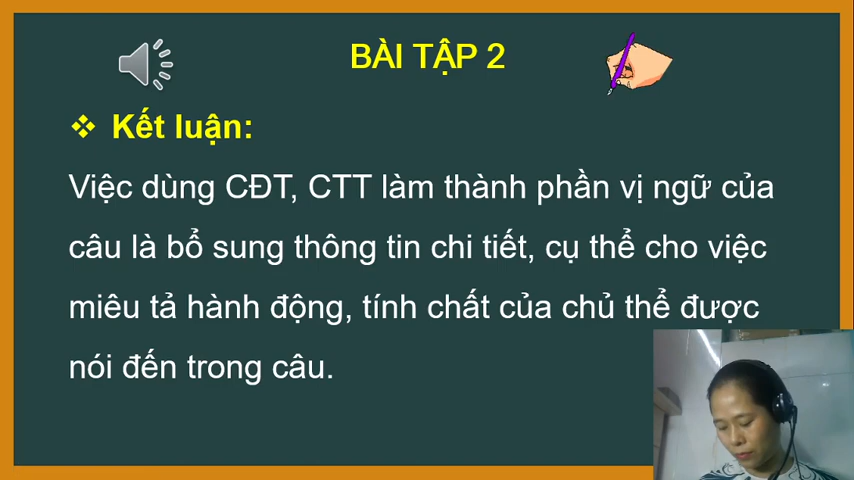 BÀI TẬP 2
Kết luận:
Việc dùng CĐT, CTT làm thành phần vị ngữ của
câu là bổ sung thông tin chi tiết, cụ thể cho việc
miêu tả hành động, tính chất của chủ thể được
nói đến trong câu.